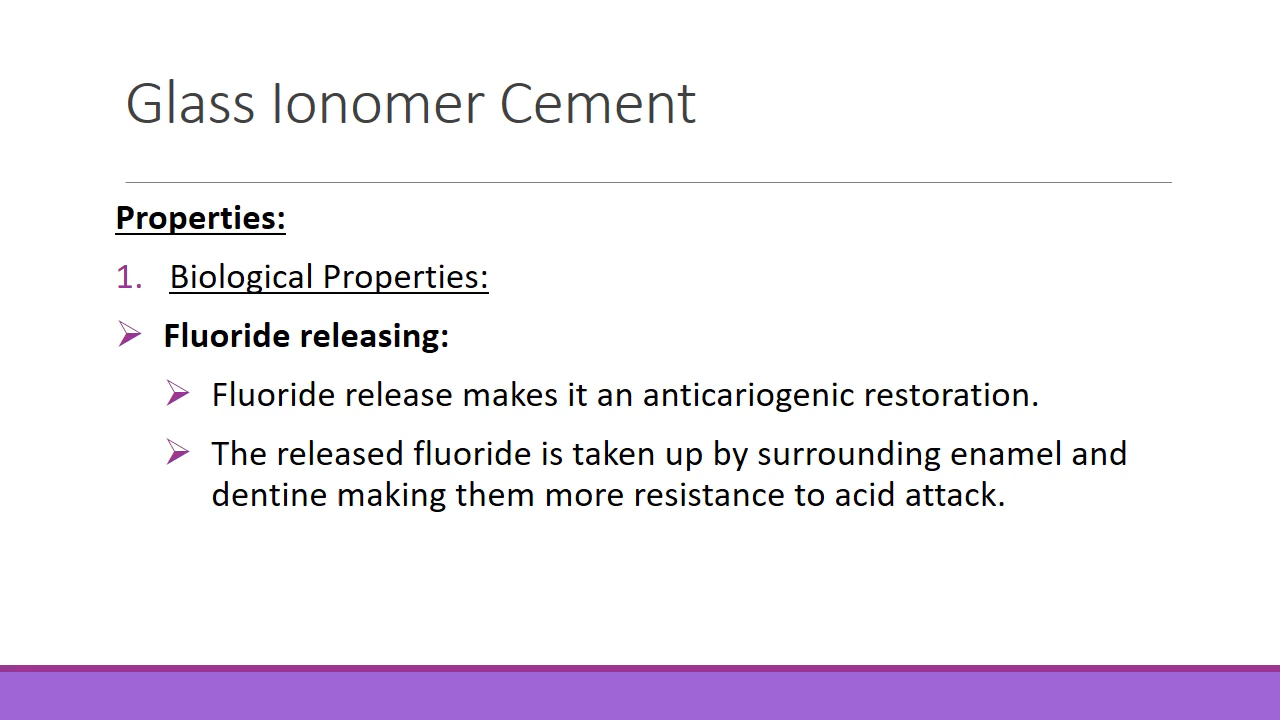 Glass Ionomer Cement
Properties:
1. Biological Properties:
Fluoride releasing:
Fluoride release makes it an anticariogenic restoration.
The released fluoride is taken up by surrounding enamel and
dentine making them more resistance to acid attack.